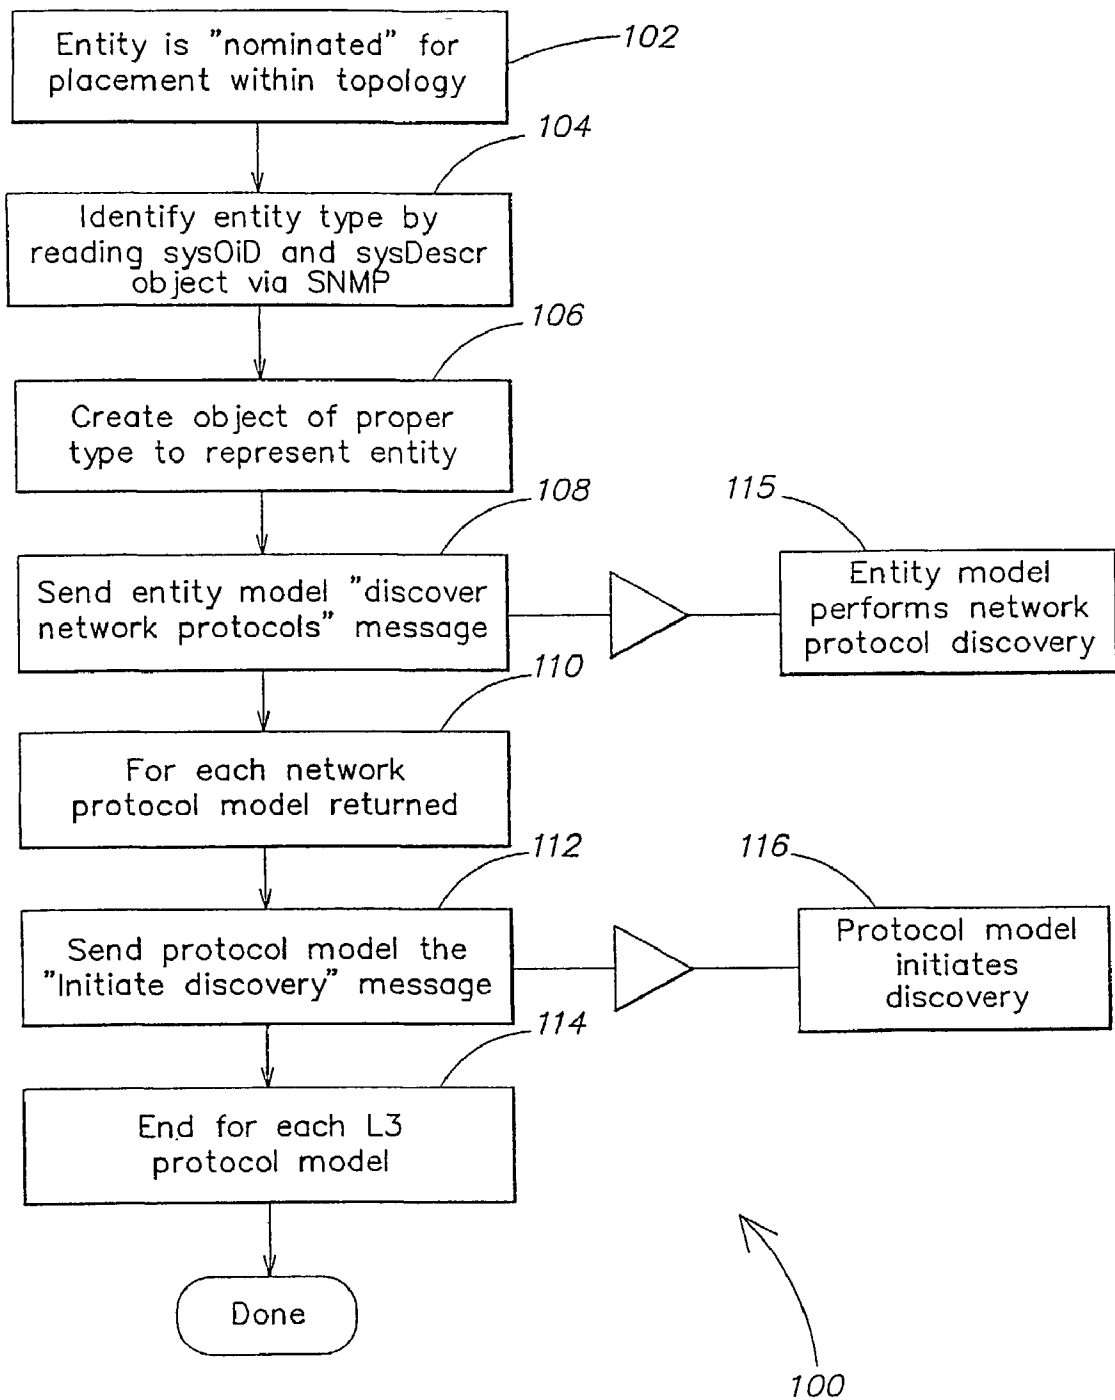 Entity is "nominated" for
placement within topology
102
104
Identify entity type by
reading sysOiD and sysDescr
object via SNMP
106
Create object of proper
type to represent entity
108
115
Send entity model "discover
network protocols" message
Entity model
performs network
protocol discovery
110
For each network
protocol model returned
112
116
Send protocol model the
"Initiate discovery" message
Protocol model
initiates
discovery
114
End for each L3
protocol model
Done
100